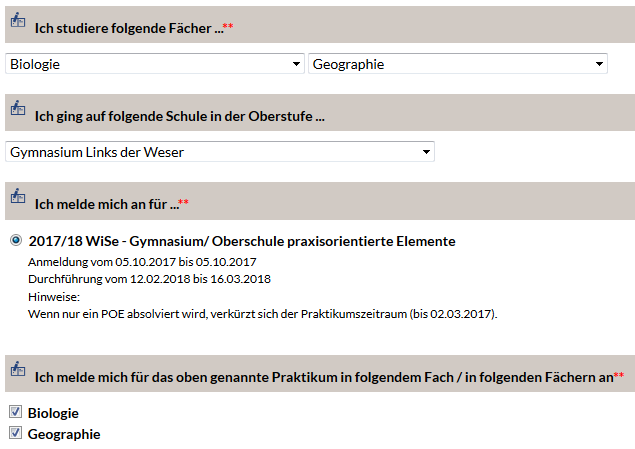 Ich studiere folgende Fächer ...**
Biologie Geographie
Ich ging auf folgende Schule in der Oberstufe ...
Gymnasium Links der Weser
Ich melde mich an für ...**
2017/18 WiSe - Gymnasium/ Oberschule praxisorientierte Elemente
Anmeldung vom 05.10.2017 bis 05.10.2017
Durchführung vom 12.02.2018 bis 16.03.2018
Hinweise:
Wenn nur ein POE absolviert wird, verkürzt sich der Praktikumszeitraum (bis 02.03.2017).
Ich melde mich für das oben genannte Praktikum in folgendem Fach / in folgenden Fächern an**
Biologie
Geographie